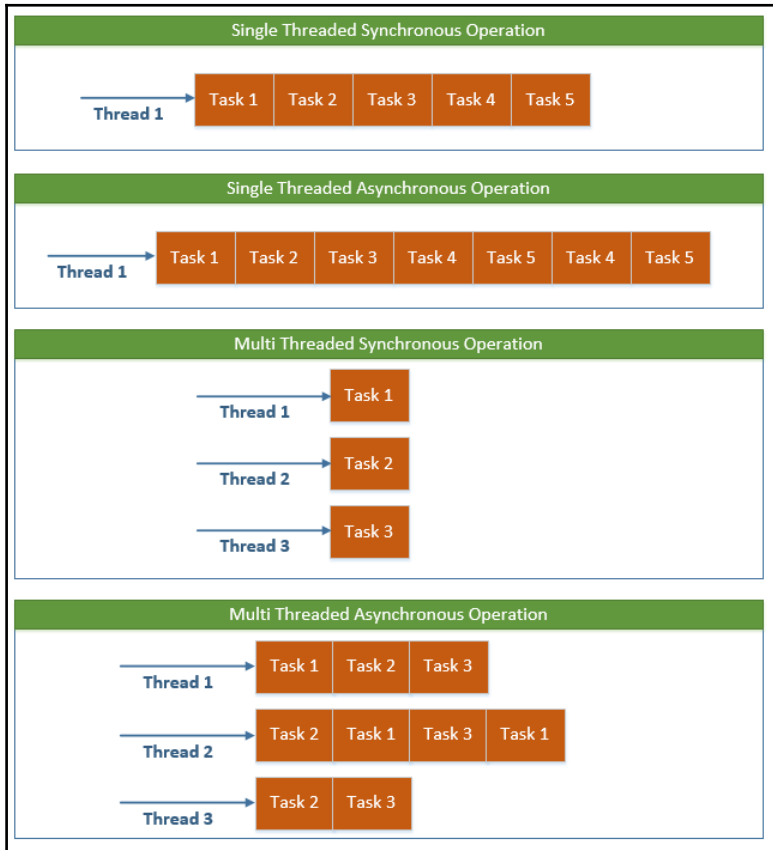 Single Threaded Synchronous Operation
Task 1 Task 2 Task 3 Task 4 Task 5
Thread 1
Single Threaded Asynchronous Operation
Task 1 Task 2 Task 3 Task 4 Task 5 Task 4 Task 5
Thread 1
Multi Threaded Synchronous Operation
Task 1
Thread 1
Task 2
Thread 2
Task 3
Thread 3
Multi Threaded Asynchronous Operation
Task 1 Task 2 Task 3
Thread 1
Task 2 Task 1 Task 3 Task 1
Thread 2
Task 2 Task 3
Thread 3